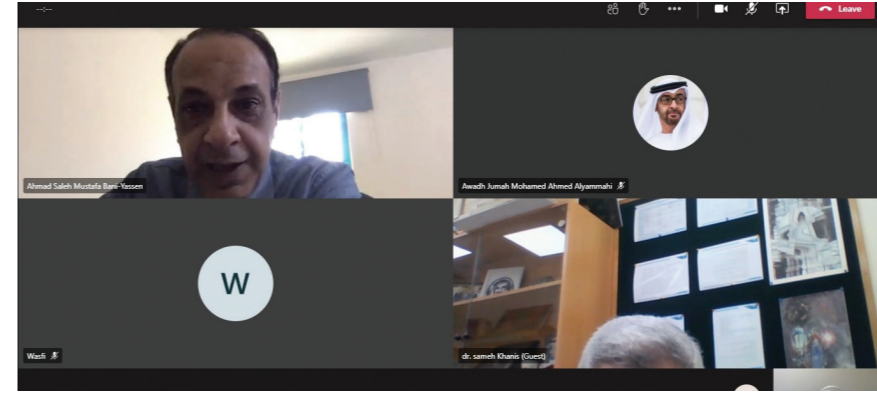 --:--
Leave
Ahmad Saleh Mustafa Bani-Yassen
Awadh Jumah Mohamed Ahmed Alyammahi
W
Wasfi
dr. sameh Khanis (Guest)